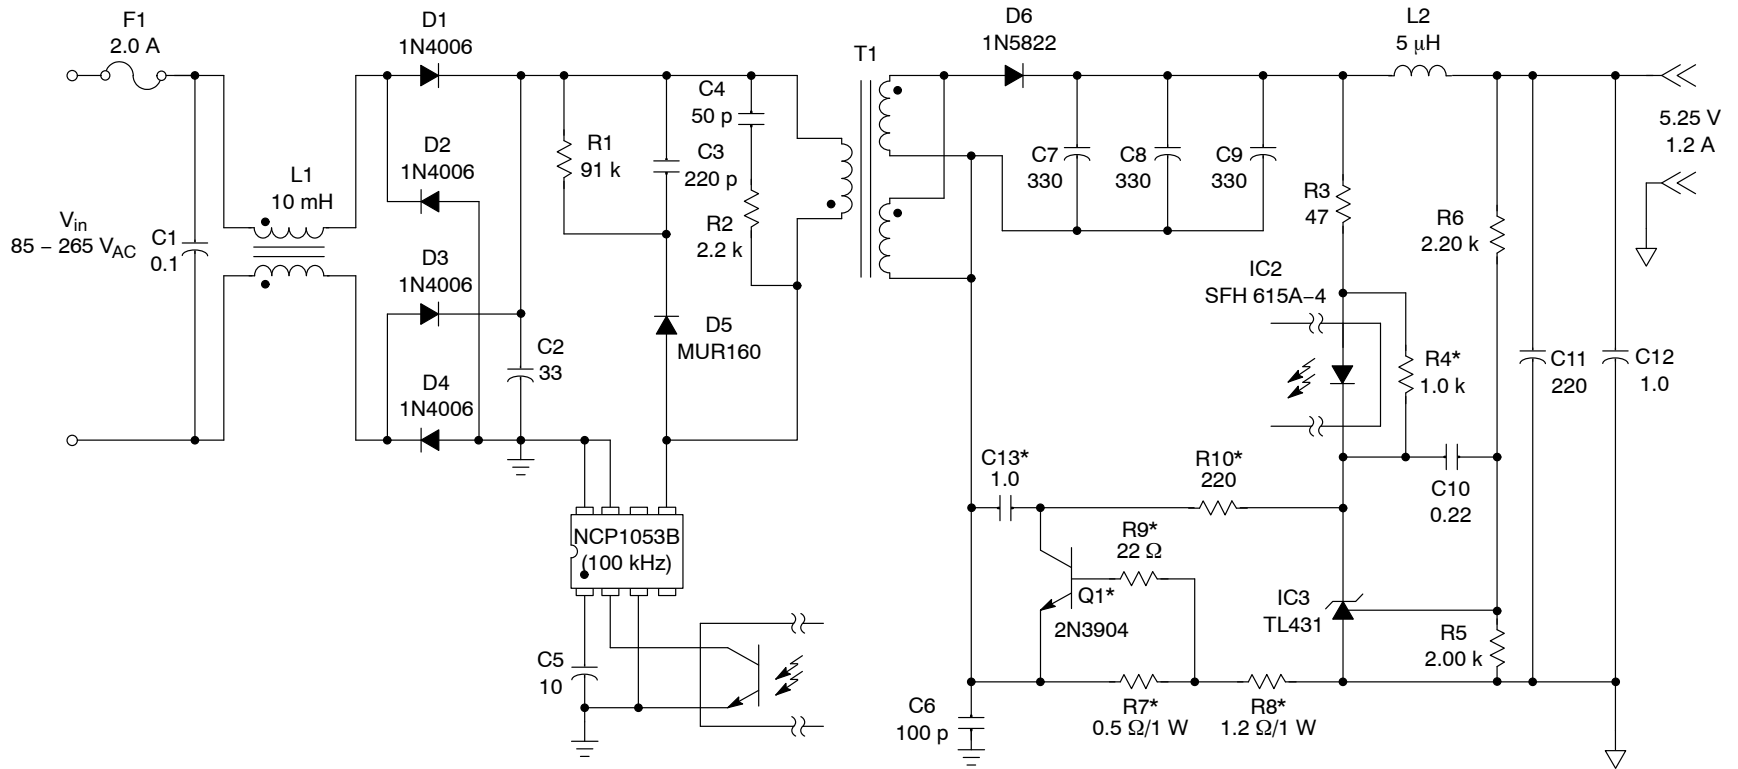 F1
2.0 A
D1
1N4006
D6
1N5822
L2
5 μH
T1
C4
50 p
5.25 V
1.2 A
D2
1N4006
R1
91 k
C3
220 p
C7
330
C8
330
C9
330
L1
10 mH
R3
47
R2
2.2 k
R6
2.20 k
Vin
85 – 265 VAC
C1
0.1
D3
1N4006
IC2
SFH 615A–4
D5
MUR160
C2
33
R4*
1.0 k
C11
220
C12
1.0
D4
1N4006
C13*
1.0
R10*
220
C10
0.22
NCP1053B
(100 kHz)
R9*
22 Ω
Q1*
2N3904
IC3
TL431
R5
2.00 k
C5
10
C6
100 p
R7*
0.5 Ω/1 W
R8*
1.2 Ω/1 W